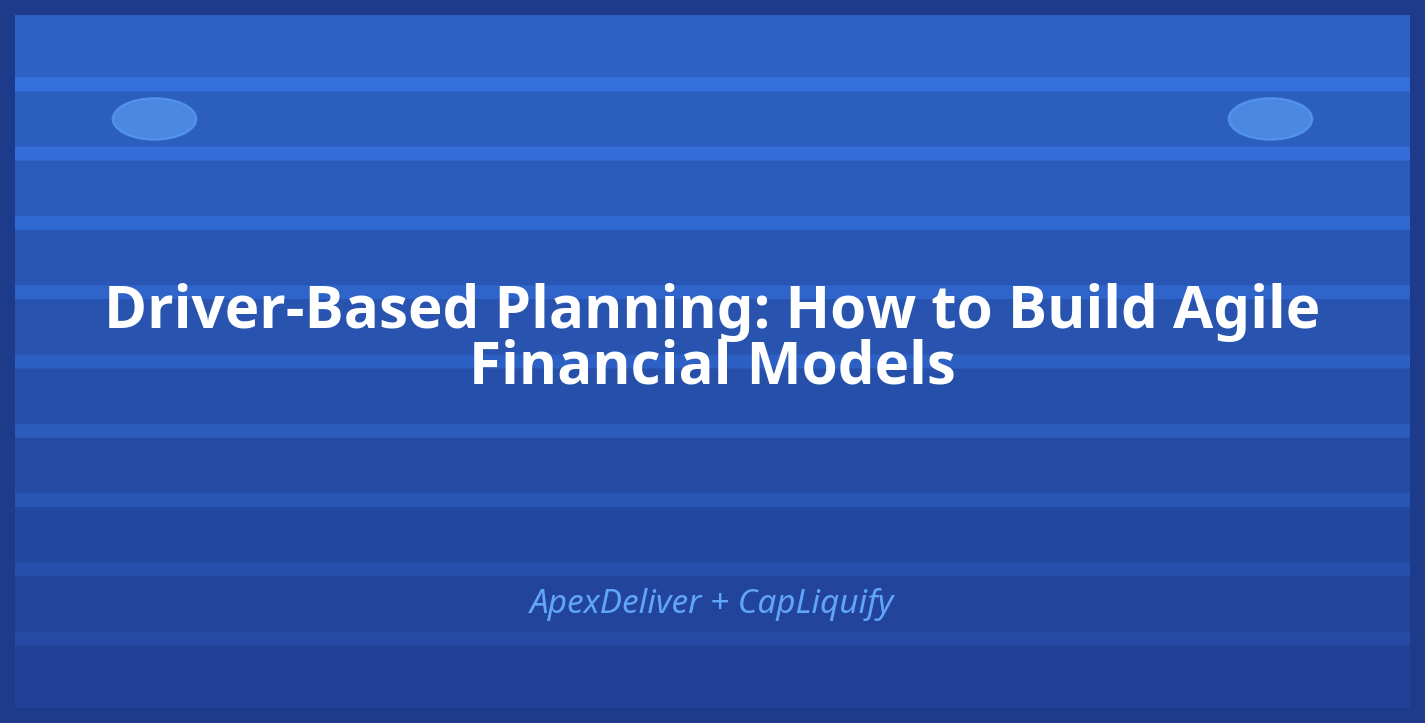 Driver-Based Planning: How to Build Agile
Financial Models
ApexDeliver + CapLiquify